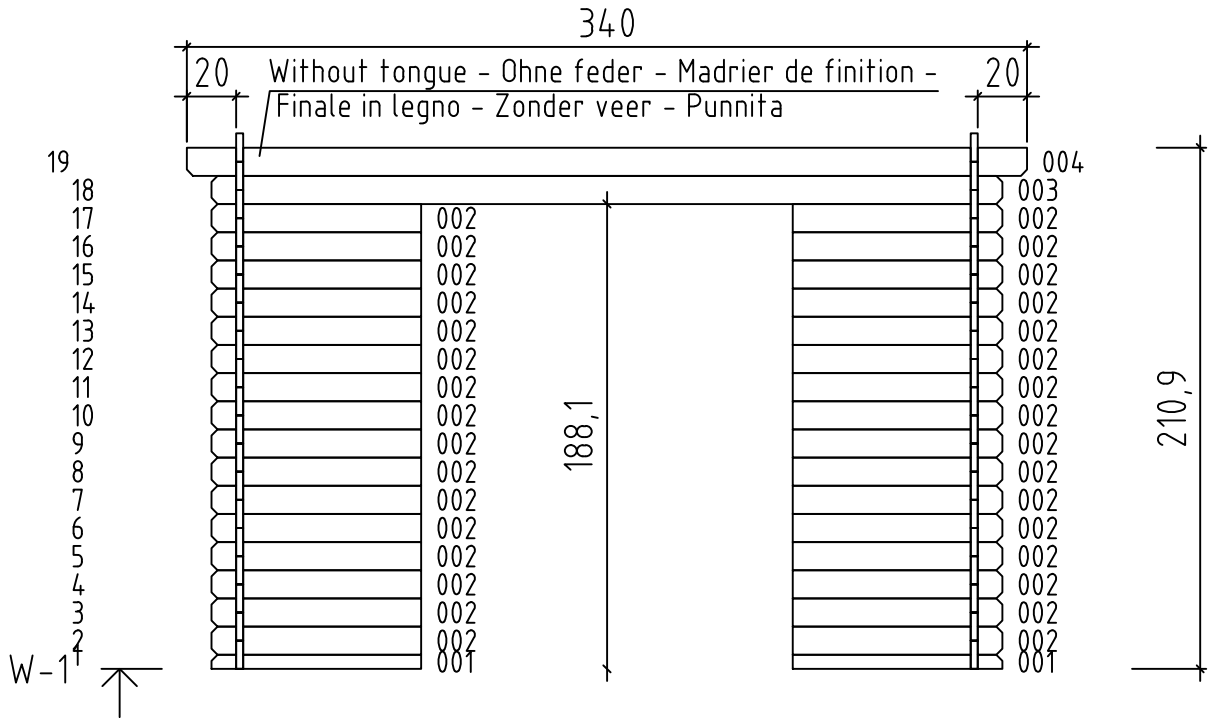 340
20 Without tongue - Ohne feder - Madrier de finition - 20
Finale in legno - Zonder veer - Punnita
19 004
18 003
17 002 002
16 002 002
15 002 002
14 002 002
13 002 002
12 002 002
11 002 002
10 002 002
9 002 002
8 002 002
7 002 002
6 002 002
5 002 002
4 002 002
3 002 002
2 002 002
1 001 001
W-1
188,1
210,9